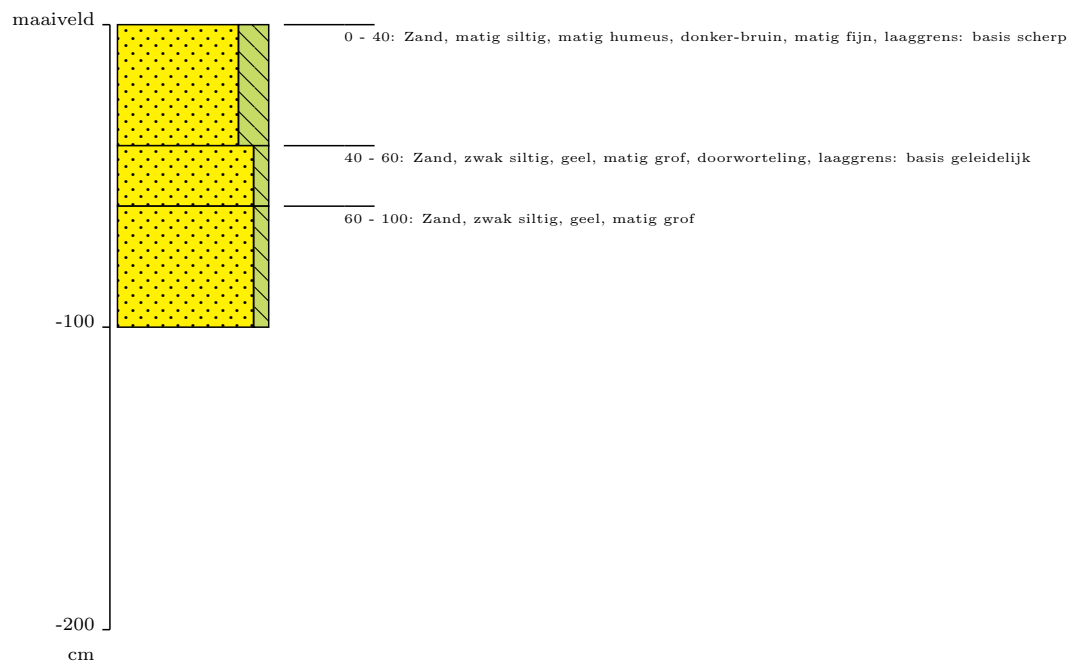 maaiveld
0 - 40: Zand, matig siltig, matig humeus, donker-bruin, matig fijn, laaggrens: basis scherp
40 - 60: Zand, zwak siltig, geel, matig grof, doorworteling, laaggrens: basis geleidelijk
60 - 100: Zand, zwak siltig, geel, matig grof
-100
-200
cm